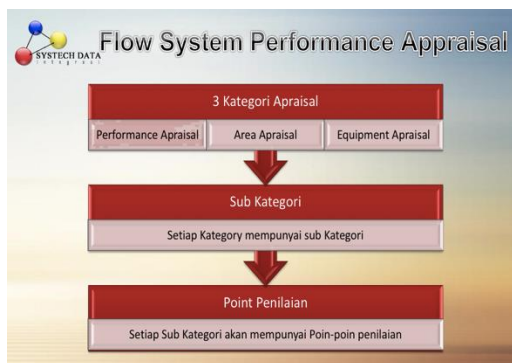 SYSTECH DATA
integrasi
Flow System Performance Appraisal
3 Kategori Apraisal
Performance Apraisal
Area Apraisal
Equipment Apraisal
Sub Kategori
Setiap Kategory mempunyai sub Kategori
Point Penilaian
Setiap Sub Kategori akan mempunyai Poin-poin penilaian